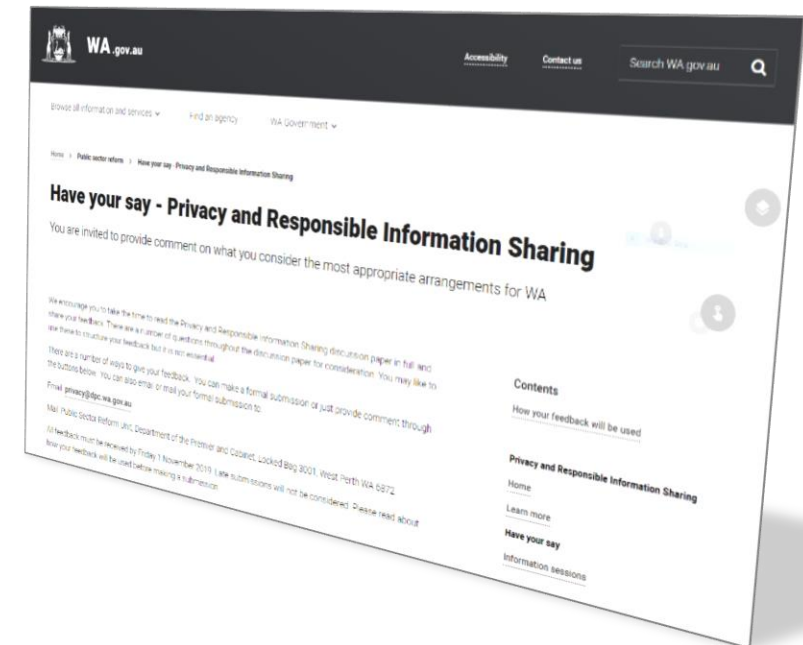 WA.gov.au
Accessibility
Contact us
Search WA.gov.au
Browse all information and services
Find an agency
WA Government
Home > Public sector reform > Have your say - Privacy and Responsible Information Sharing
Have your say - Privacy and Responsible Information Sharing
You are invited to provide comment on what you consider the most appropriate arrangements for WA
We encourage you to take the time to read the Privacy and Responsible Information Sharing discussion paper in full and
share your feedback. There are a number of questions throughout the discussion paper for consideration. You may like to
use these to structure your feedback but it is not essential.
There are a number of ways to give your feedback. You can make a formal submission or just provide comment through
the buttons below. You can also email or mail your formal submission to:
Email: privacy@dpc.wa.gov.au
Mail: Public Sector Reform Unit, Department of the Premier and Cabinet, Locked Bag 3001, West Perth WA 6872
All feedback must be received by Friday 1 November 2019. Late submissions will not be considered. Please read about
how your feedback will be used before making a submission.
Contents
How your feedback will be used
Privacy and Responsible Information Sharing
Home
Learn more
Have your say
Information sessions